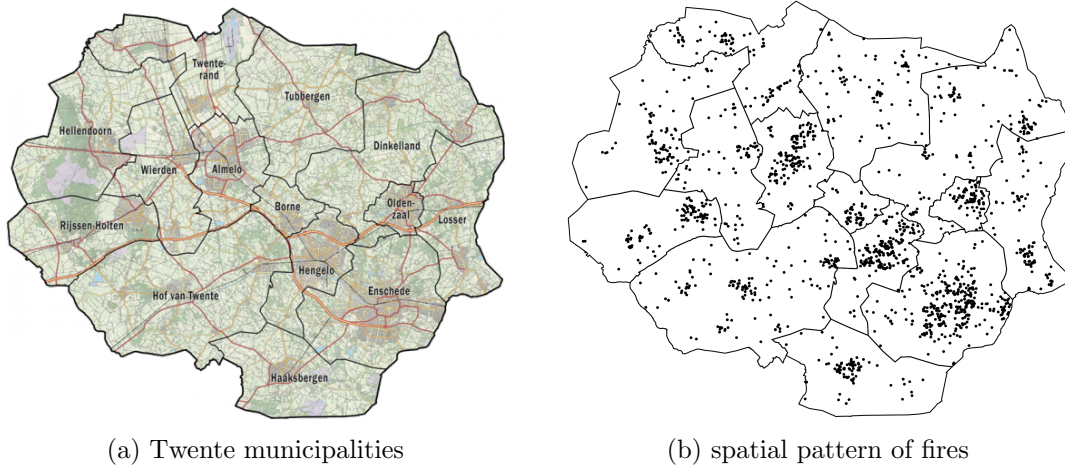 Twente-
rand
Tubbergen
Hellendoorn
Dinkelland
Wierden
Almelo
Borne
Olden-
zaal
Losser
Rijssen-Holten
Hengelo
Hof van Twente
Enschede
Haaksbergen
(a) Twente municipalities
(b) spatial pattern of fires